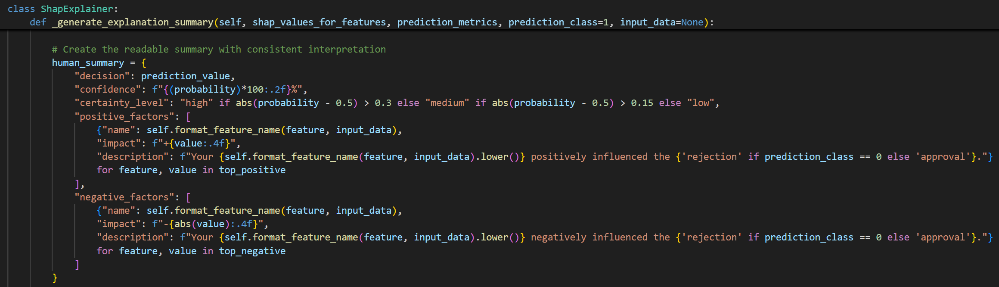 class ShapExplainer:
    def _generate_explanation_summary(self, shap_values_for_features, prediction_metrics, prediction_class=1, input_data=None):
        # Create the readable summary with consistent interpretation
        human_summary = {
            "decision": prediction_value,
            "confidence": f"{(probability)*100:.2f}%",
            "certainty_level": "high" if abs(probability - 0.5) > 0.3 else "medium" if abs(probability - 0.5) > 0.15 else "low",
            "positive_factors": [
                {"name": self.format_feature_name(feature, input_data),
                "impact": f"+{value:.4f}",
                "description": f"Your {self.format_feature_name(feature, input_data).lower()} positively influenced the {'rejection' if prediction_class == 0 else 'approval'}."}
                for feature, value in top_positive
            ],
            "negative_factors": [
                {"name": self.format_feature_name(feature, input_data),
                "impact": f"-{abs(value):.4f}",
                "description": f"Your {self.format_feature_name(feature, input_data).lower()} negatively influenced the {'rejection' if prediction_class == 0 else 'approval'}."}
                for feature, value in top_negative
            ]
        }